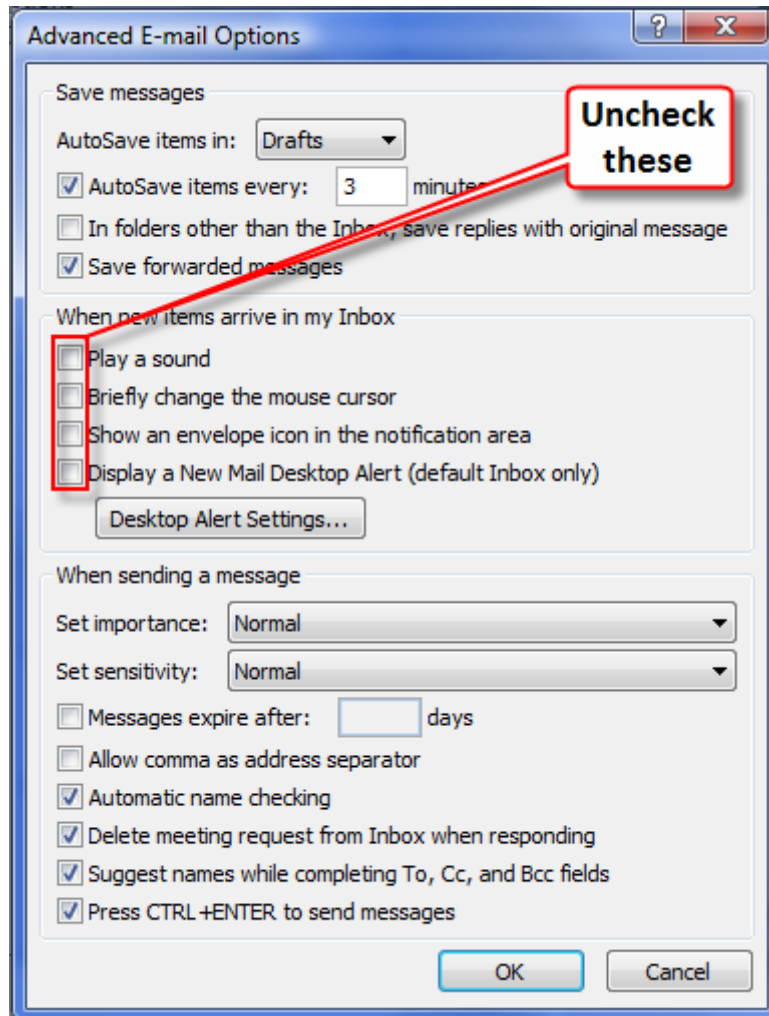 Advanced E-mail Options
Save messages
Uncheck
these
AutoSave items in: Drafts
AutoSave items every: 3 minutes
In folders other than the Inbox, save replies with original message
Save forwarded messages
When new items arrive in my Inbox
Play a sound
Briefly change the mouse cursor
Show an envelope icon in the notification area
Display a New Mail Desktop Alert (default Inbox only)
Desktop Alert Settings...
When sending a message
Set importance: Normal
Set sensitivity: Normal
Messages expire after: days
Allow comma as address separator
Automatic name checking
Delete meeting request from Inbox when responding
Suggest names while completing To, Cc, and Bcc fields
Press CTRL+ENTER to send messages
OK Cancel